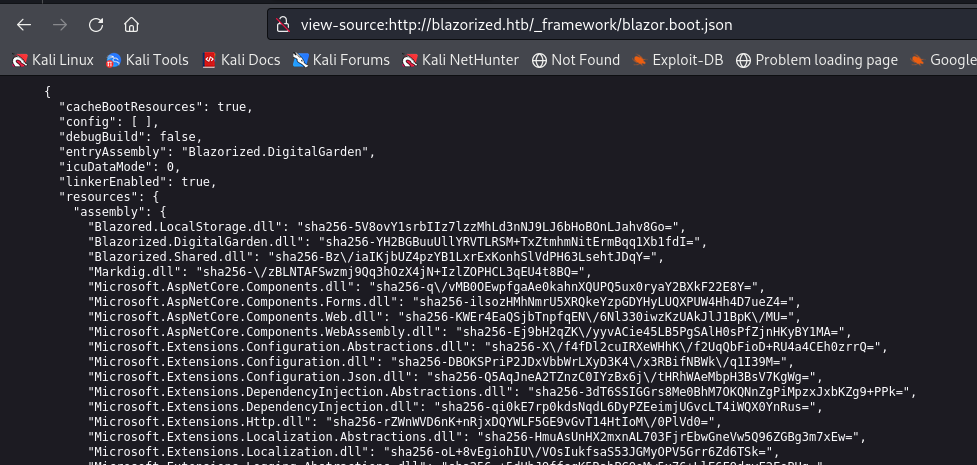 view-source:http://blazorized.htb/_framework/blazor.boot.json
Kali Linux Kali Tools Kali Docs Kali Forums Kali NetHunter Not Found Exploit-DB Problem loading page Google
{
"cacheBootResources": true,
"config": [ ],
"debugBuild": false,
"entryAssembly": "Blazorized.DigitalGarden",
"icuDataMode": 0,
"linkerEnabled": true,
"resources": {
"assembly": {
"Blazored.LocalStorage.dll": "sha256-5V8ovY1srbIIz7lzzMhLd3nNJ9LJ6bHoBOnLJahv8Go=",
"Blazorized.DigitalGarden.dll": "sha256-YH2BGBuuUllYRVTLRSM+TxZtmhmNitErmBqq1Xb1fdI=",
"Blazorized.Shared.dll": "sha256-Bz\/iaIKjbUZ4pzYB1LxrExKonhSlVdPH63LsehtJDqY=",
"Markdig.dll": "sha256-\/zBLNTAFSwzmj9Qq3hOzX4jN+IzlZOPHCL3qEU4t8BQ=",
"Microsoft.AspNetCore.Components.dll": "sha256-q\/vMB0OEwpfgaAe0kahnXQUPQ5ux0ryaY2BXkF22E8Y=",
"Microsoft.AspNetCore.Components.Forms.dll": "sha256-ilsozHMhNmrU5XRQkeYzpGDYHyLUQXPUW4Hh4D7ueZ4=",
"Microsoft.AspNetCore.Components.Web.dll": "sha256-KWEr4EaQSjbTnpfqEN\/6Nl330iwzKzUAkJlJ1BpK\/MU=",
"Microsoft.AspNetCore.Components.WebAssembly.dll": "sha256-Ej9bH2qZK\/yyvACie45LB5PgSAlH0sPfZjnHKyBY1MA=",
"Microsoft.Extensions.Configuration.Abstractions.dll": "sha256-X\/f4fDl2cuIRXeWHhK\/f2UqQbFioD+RU4a4CEh0zrrQ=",
"Microsoft.Extensions.Configuration.dll": "sha256-DBOKSPriP2JDxVbbWrLXyD3K4\/x3RBifNBWk\/q1I39M=",
"Microsoft.Extensions.Configuration.Json.dll": "sha256-Q5AqJneA2TZnzC0IYzBx6j\/tHRhWAeMbpH3BsV7KgWg=",
"Microsoft.Extensions.DependencyInjection.Abstractions.dll": "sha256-3dT6SSIGGrs8Me0BhM7OKQNnZgPiMpzxJxbKZg9+PPk=",
"Microsoft.Extensions.DependencyInjection.dll": "sha256-qi0kE7rp0kdsNqdL6DyPZEeimjUGvcLT4iWQX0YnRus=",
"Microsoft.Extensions.Http.dll": "sha256-rZWnWVD6nK+nRjxDQYWLF5GE9vGvT14HtIoM\/0PlVd0=",
"Microsoft.Extensions.Localization.Abstractions.dll": "sha256-HmuAsUnHX2mxnAL703FjrEbwGneVw5Q96ZGBg3m7xEw=",
"Microsoft.Extensions.Localization.dll": "sha256-oL+8vEgiohIU\/VOsIukfsaS53JGMyOPV5Grr6Zd6TSk=",